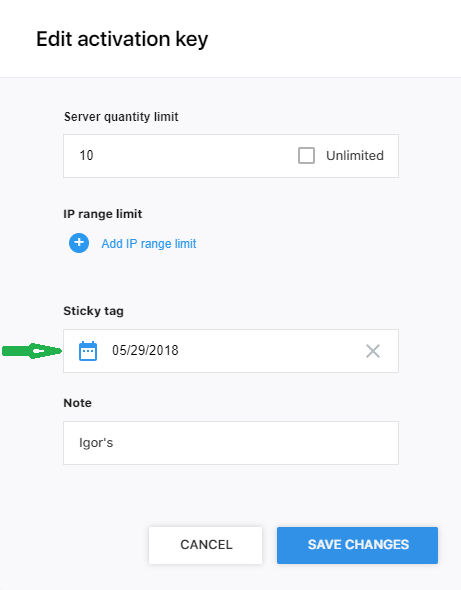 Edit activation key
Server quantity limit
10 Unlimited
IP range limit
+ Add IP range limit
Sticky tag
05/29/2018
Note
Igor's
CANCEL SAVE CHANGES